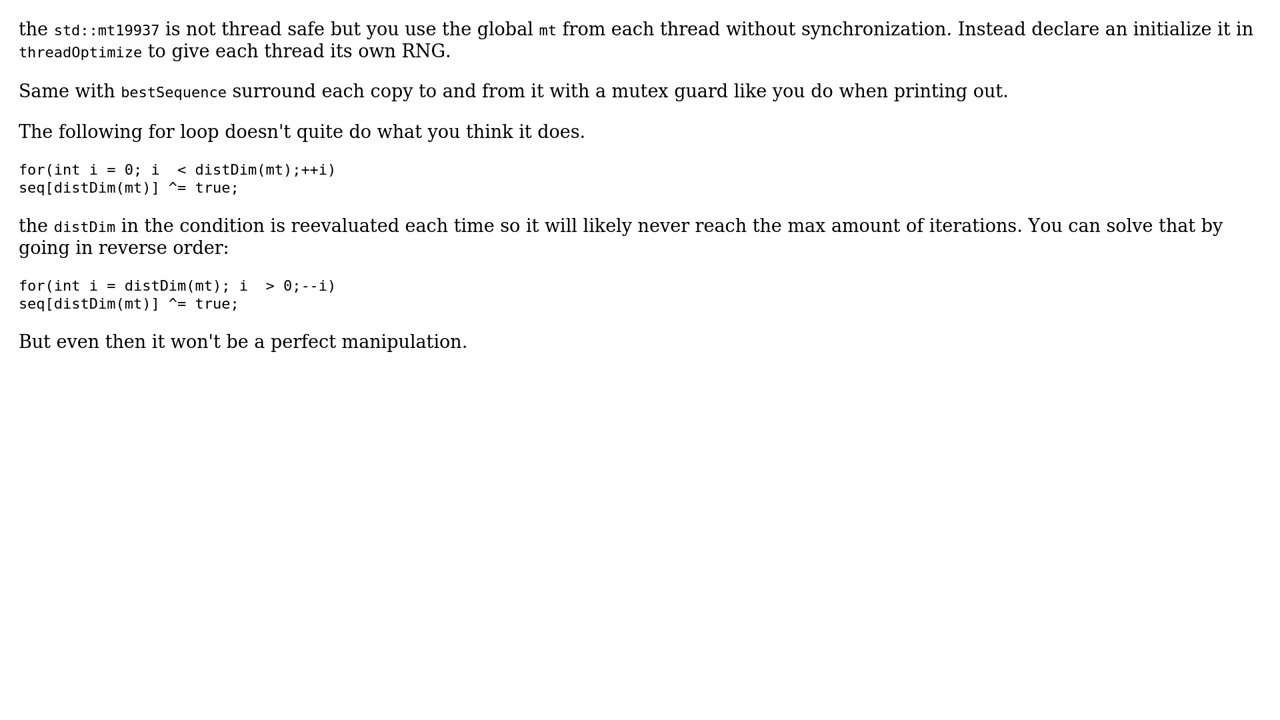 the std::mt19937 is not thread safe but you use the global mt from each thread without synchronization. Instead declare an initialize it in
threadOptimize to give each thread its own RNG.
Same with bestSequence surround each copy to and from it with a mutex guard like you do when printing out.
The following for loop doesn't quite do what you think it does.
for(int i = 0; i  < distDim(mt);++i)
seq[distDim(mt)] ^= true;
the distDim in the condition is reevaluated each time so it will likely never reach the max amount of iterations. You can solve that by
going in reverse order:
for(int i = distDim(mt); i  > 0;--i)
seq[distDim(mt)] ^= true;
But even then it won't be a perfect manipulation.